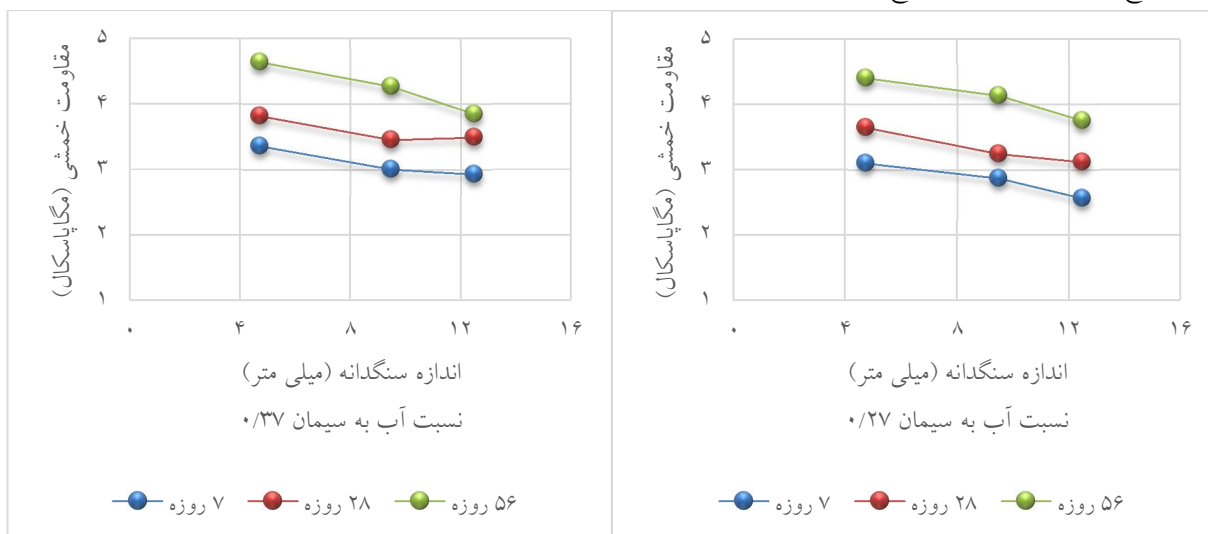 مقاومت خمشی (مگاپاسکال)
۵
۴
۳
۲
۱
۰ ۴ ۸ ۱۲ ۱۶
اندازه سنگدانه (میلی متر)
نسبت آب به سیمان ۰/۲۷
۷ روزه ۲۸ روزه ۵۶ روزه
مقاومت خمشی (مگاپاسکال)
۵
۴
۳
۲
۱
۰ ۴ ۸ ۱۲ ۱۶
اندازه سنگدانه (میلی متر)
نسبت آب به سیمان ۰/۳۷
۷ روزه ۲۸ روزه ۵۶ روزه